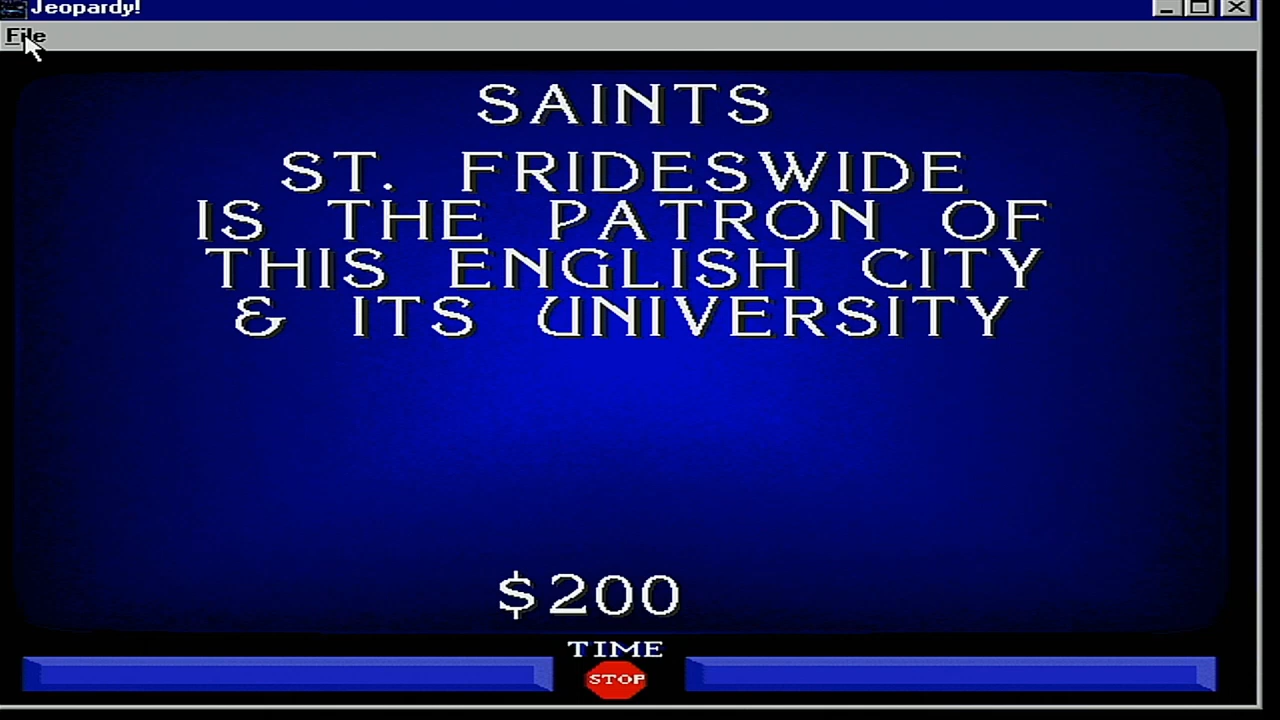 Jeopardy!
File
SAINTS
ST. FRIDESWIDE
IS THE PATRON OF
THIS ENGLISH CITY
& ITS UNIVERSITY
$200
TIME
STOP